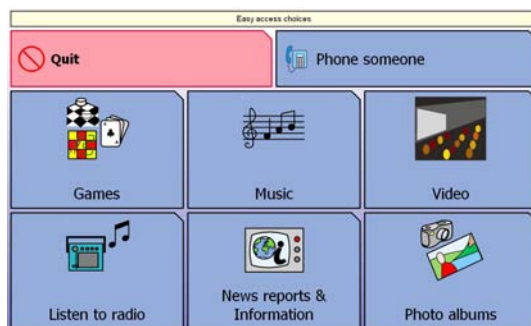 Easy access choices
Quit
Phone someone
Games
Music
Video
Listen to radio
News reports &
Information
Photo albums